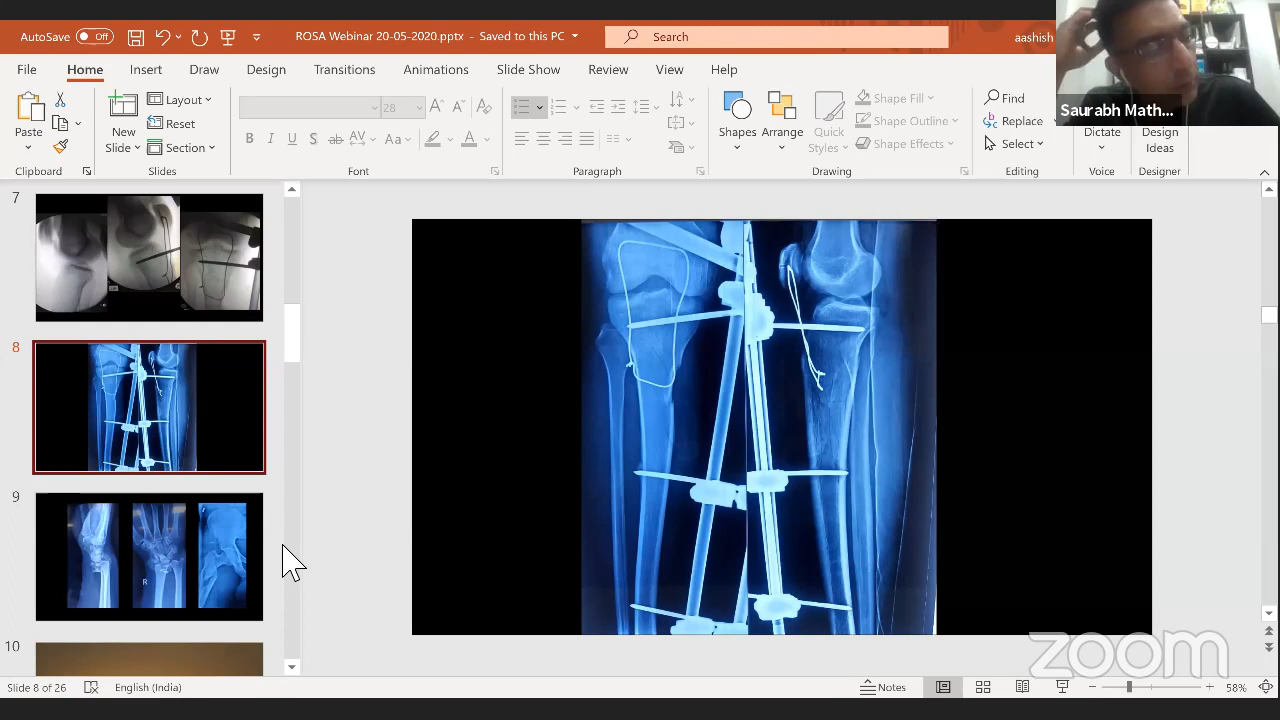 AutoSave Off ROSA Webinar 20-05-2020.pptx - Saved to this PC Search aashish
File Home Insert Draw Design Transitions Animations Slide Show Review View Help
Saurabh Math...
Paste New Slide Layout Reset Section 28 B I U S ab AV Aa A Shapes Arrange Quick Styles Shape Fill Shape Outline Shape Effects Find Replace Select Dictate Design Ideas
Clipboard Slides Font Paragraph Drawing Editing Voice Designer
7
8
9
R
10
zoom
Slide 8 of 26 English (India) Notes 58%